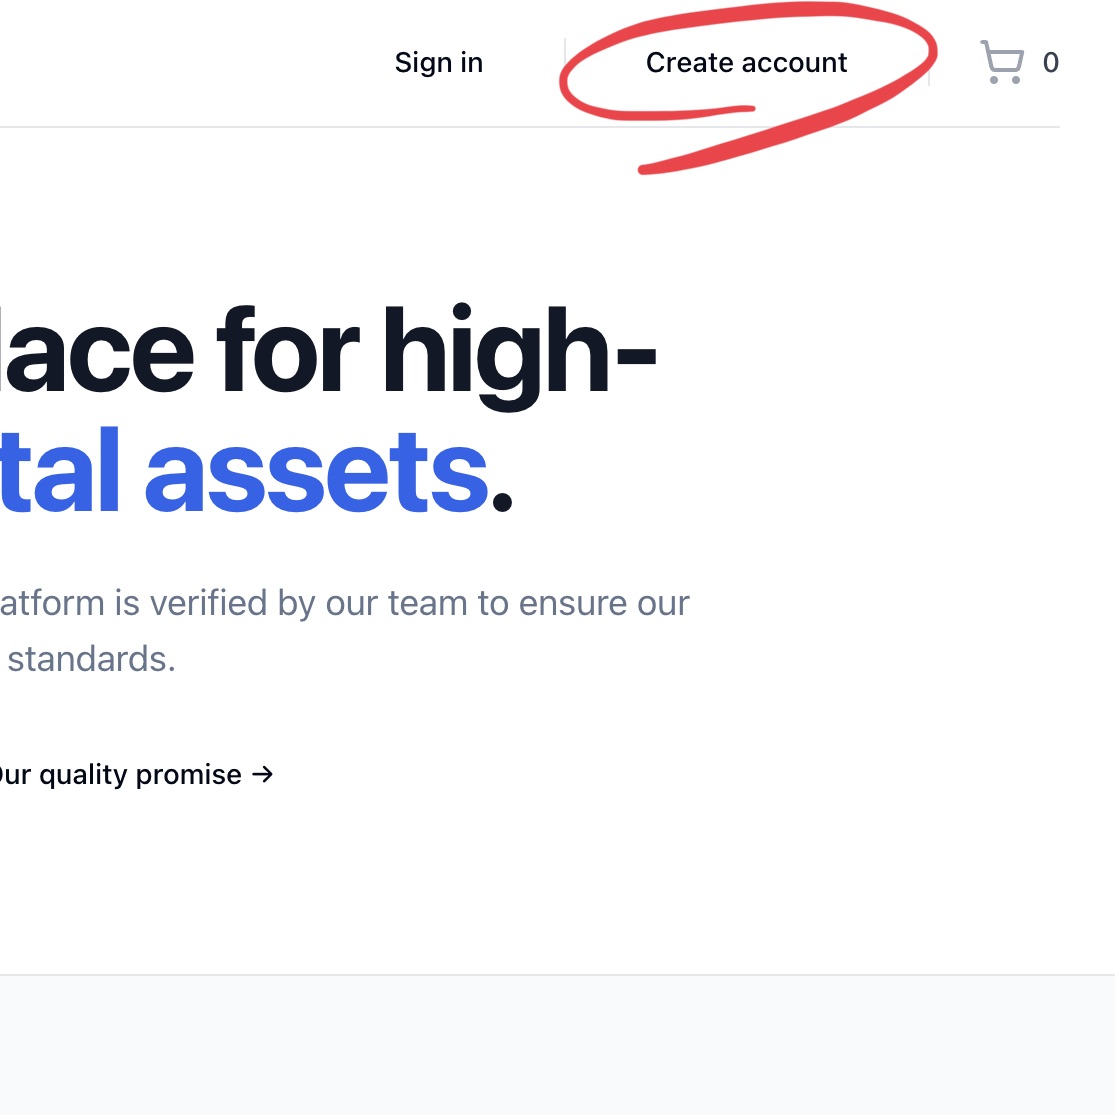 Sign in
Create account
0
lace for high-
tal assets.
atform is verified by our team to ensure our
standards.
Our quality promise →